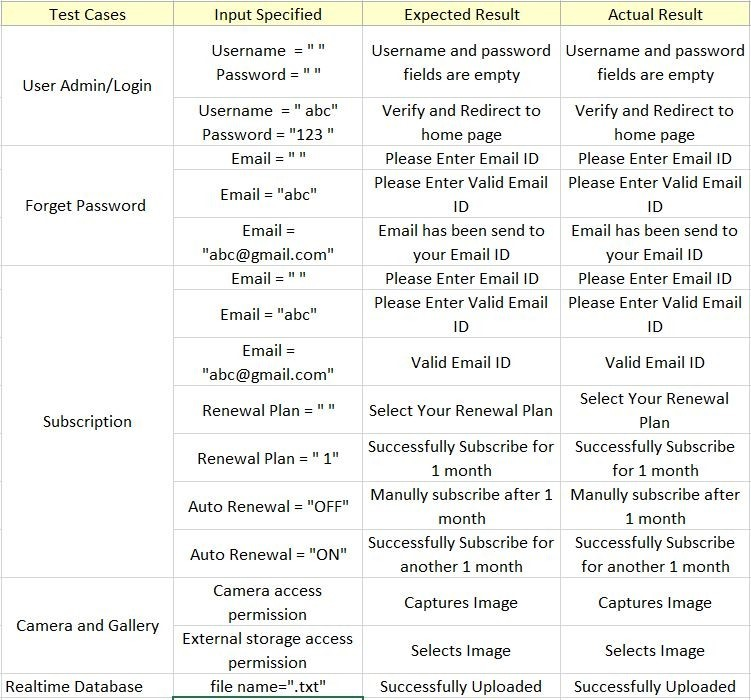 Test Cases Input Specified Expected Result Actual Result
User Admin/Login
Username = " "
Password = " "
Username and password
fields are empty
Username and password
fields are empty
Username = " abc"
Password = "123 "
Verify and Redirect to
home page
Verify and Redirect to
home page
Forget Password
Email = " "
Please Enter Email ID
Please Enter Email ID
Email = "abc"
Please Enter Valid Email
ID
Please Enter Valid Email
ID
Email =
"abc@gmail.com"
Email has been send to
your Email ID
Email has been send to
your Email ID
Subscription
Email = " "
Please Enter Email ID
Please Enter Email ID
Email = "abc"
Please Enter Valid Email
ID
Please Enter Valid Email
ID
Email =
"abc@gmail.com"
Valid Email ID
Valid Email ID
Renewal Plan = " "
Select Your Renewal Plan
Select Your Renewal
Plan
Renewal Plan = " 1"
Successfully Subscribe for
1 month
Successfully Subscribe
for 1 month
Auto Renewal = "OFF"
Manully subscribe after 1
month
Manully subscribe after
1 month
Auto Renewal = "ON"
Successfully Subscribe for
another 1 month
Successfully Subscribe
for another 1 month
Camera and Gallery
Camera access
permission
Captures Image
Captures Image
External storage access
permission
Selects Image
Selects Image
Realtime Database
file name=".txt"
Successfully Uploaded
Successfully Uploaded